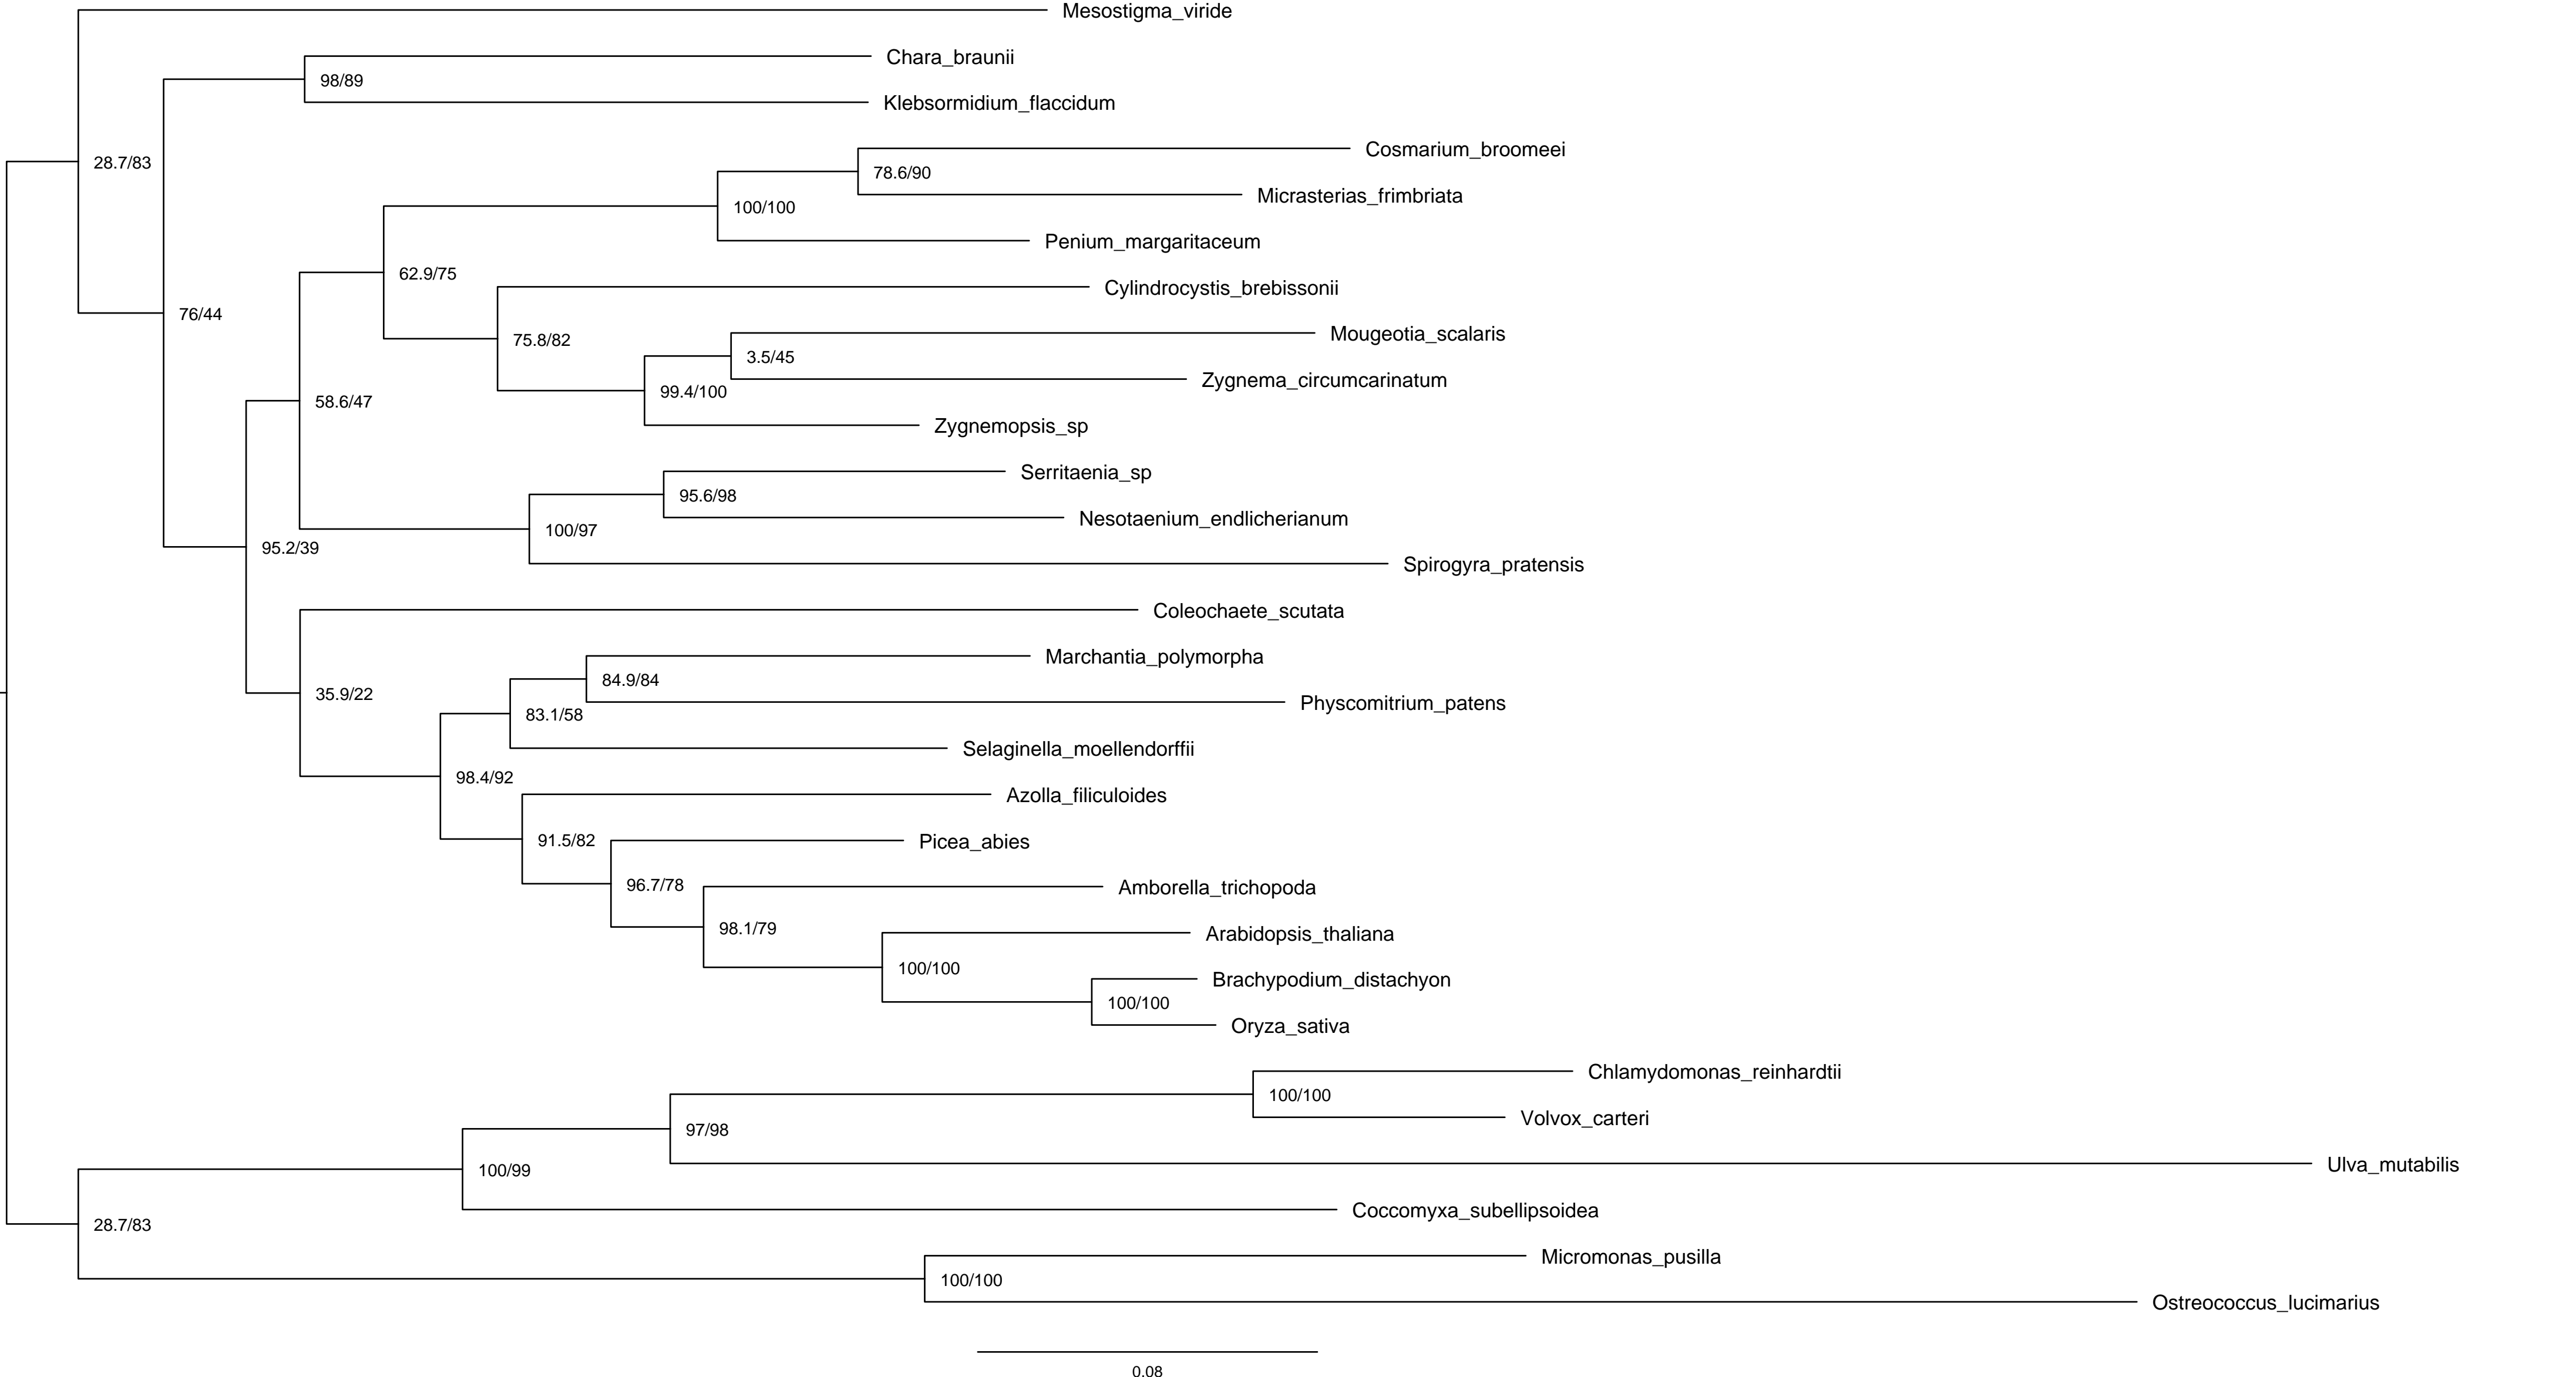 Mesostigma_viride
Chara_braunii
98/89
Klebsormidium_flaccidum
Cosmarium_broomeei
28.7/83
78.6/90
Micrasterias_frimbriata
100/100
Penium_margaritaceum
62.9/75
Cylindrocystis_brebissonii
76/44
Mougeotia_scalaris
75.8/82
3.5/45
Zygnema_circumcarinatum
99.4/100
58.6/47
Zygnemopsis_sp
Serritaenia_sp
95.6/98
Nesotaenium_endlicherianum
100/97
95.2/39
Spirogyra_pratensis
Coleochaete_scutata
Marchantia_polymorpha
84.9/84
35.9/22
Physcomitrium_patens
83.1/58
Selaginella_moellendorffii
98.4/92
Azolla_filiculoides
91.5/82
Picea_abies
96.7/78
Amborella_trichopoda
98.1/79
Arabidopsis_thaliana
100/100
Brachypodium_distachyon
100/100
Oryza_sativa
Chlamydomonas_reinhardtii
100/100
Volvox_carteri
97/98
Ulva_mutabilis
100/99
Coccomyxa_subellipsoidea
28.7/83
Micromonas_pusilla
100/100
Ostreococcus_lucimarius
0.08